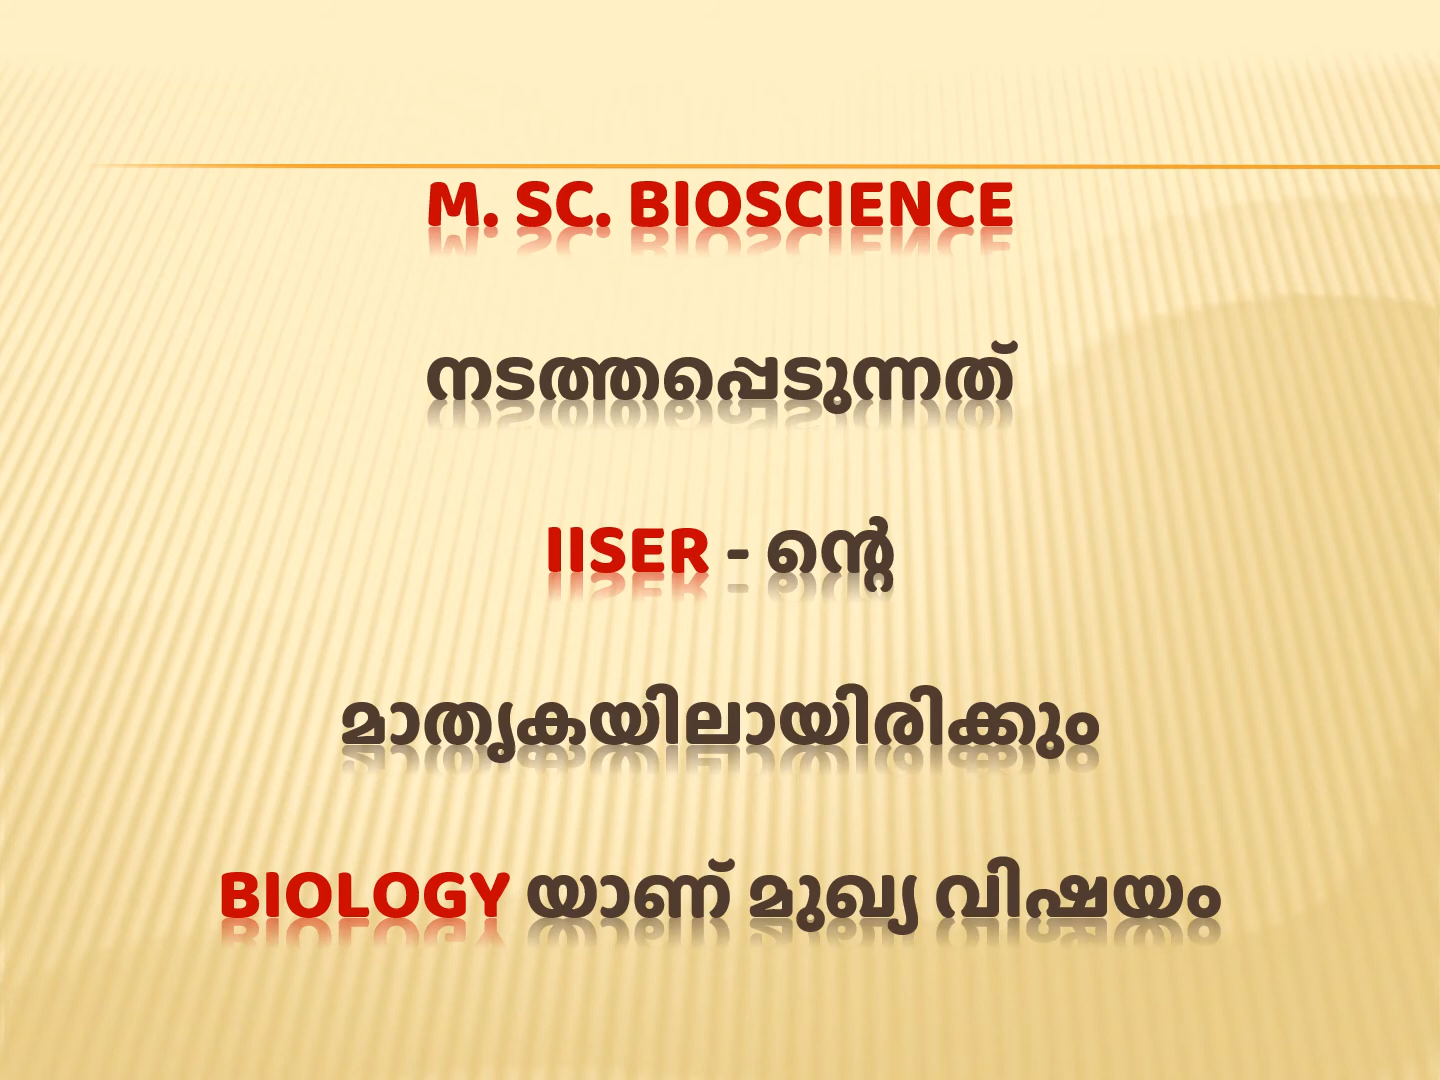 M. SC. BIOSCIENCE
നടത്തപ്പെടുന്നത്
IISER - ന്റെ
മാതൃകയിലായിരിക്കും
BIOLOGY യാണ് മുഖ്യ വിഷയം